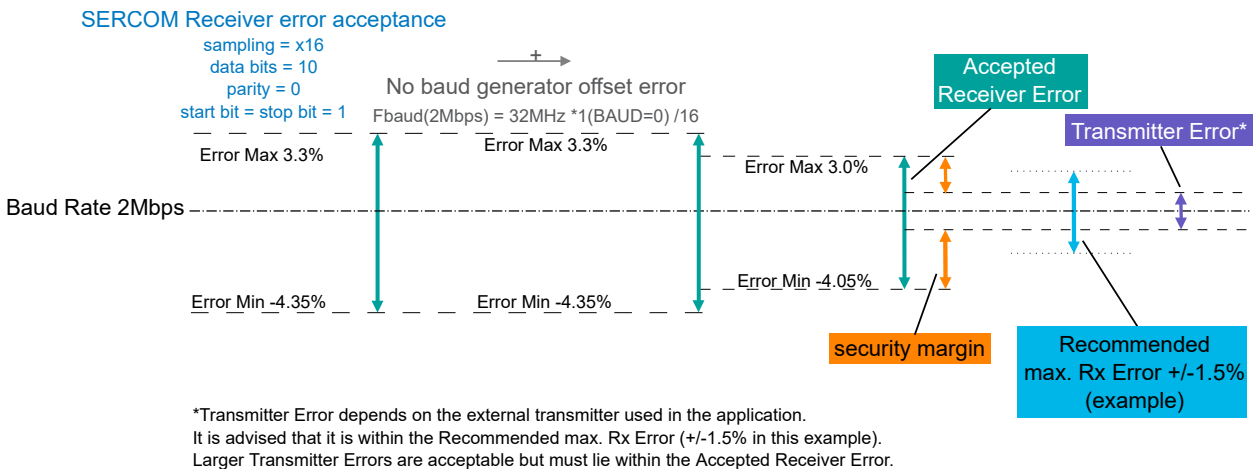 SERCOM Receiver error acceptance
sampling = x16
data bits = 10
parity = 0
start bit = stop bit = 1
+
No baud generator offset error
Fbaud(2Mbps) = 32MHz *1(BAUD=0) /16
Accepted
Receiver Error
Transmitter Error*
Error Max 3.3%
Error Max 3.3%
Error Max 3.0%
Baud Rate 2Mbps
Error Min -4.35%
Error Min -4.35%
Error Min -4.05%
security margin
Recommended
max. Rx Error +/-1.5%
(example)
*Transmitter Error depends on the external transmitter used in the application.
It is advised that it is within the Recommended max. Rx Error (+/-1.5% in this example).
Larger Transmitter Errors are acceptable but must lie within the Accepted Receiver Error.